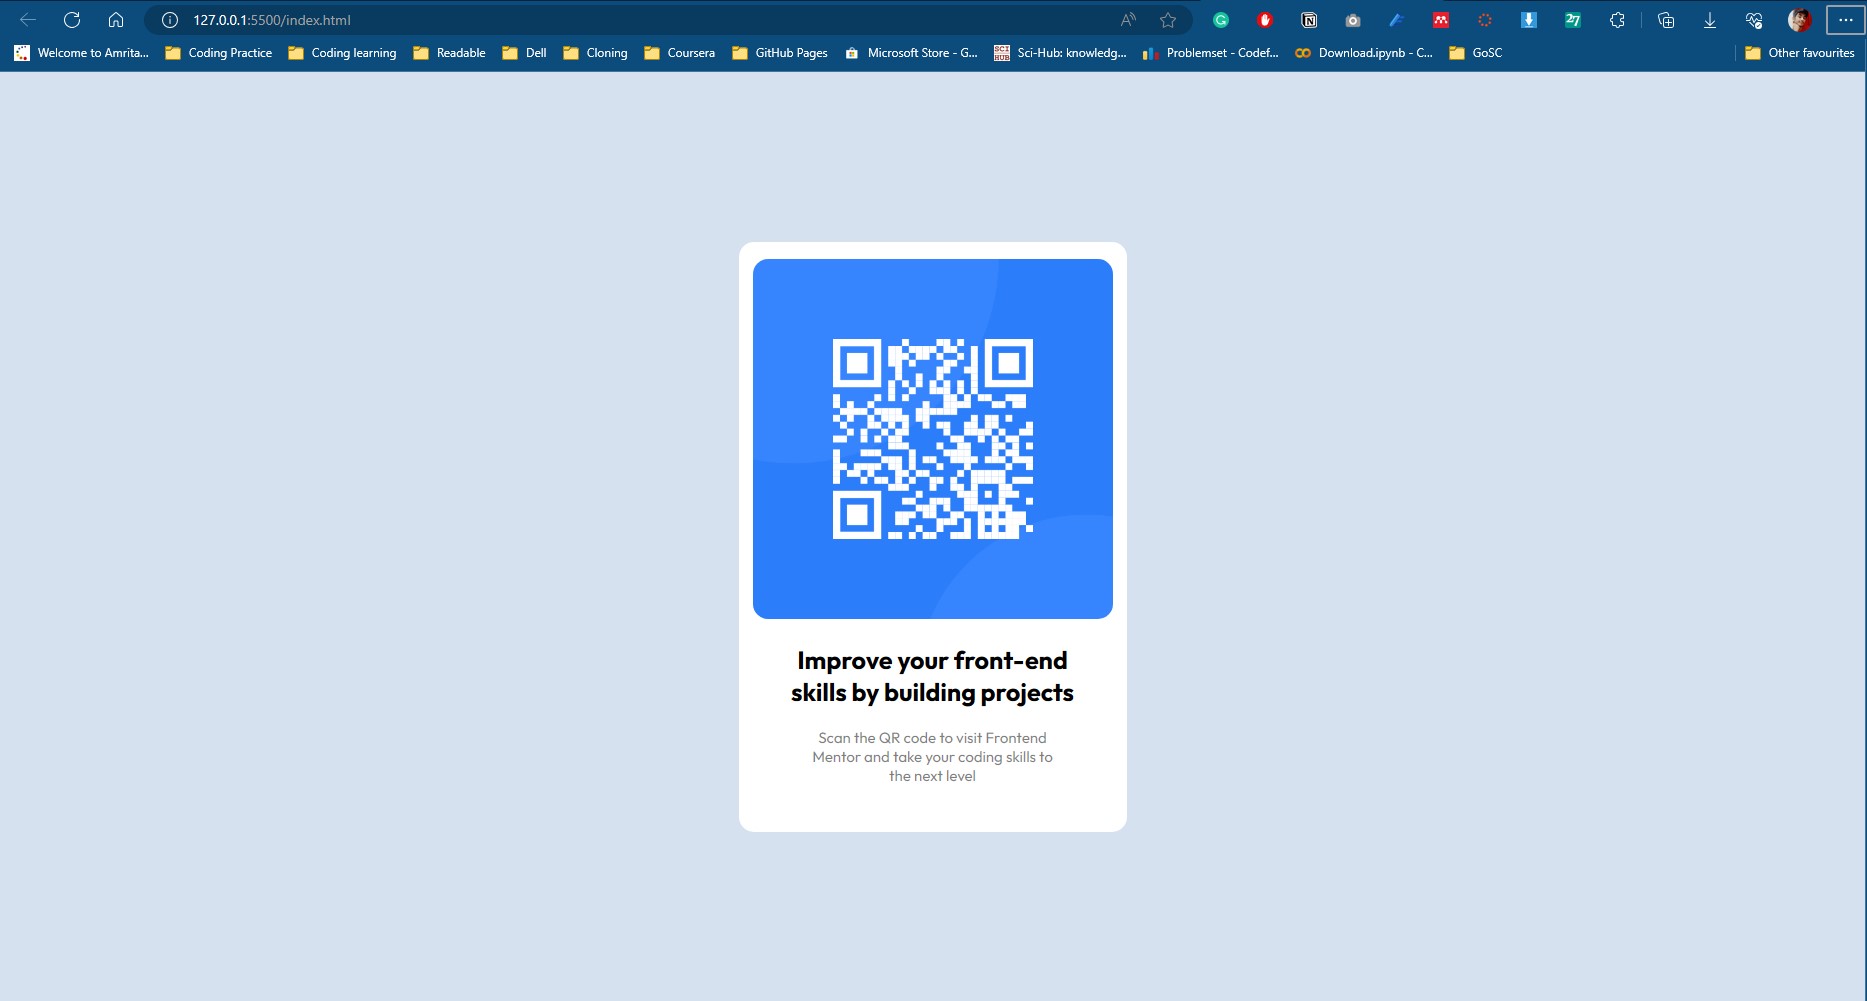 127.0.0.1:5500/index.html
Welcome to Amrita...
Coding Practice
Coding learning
Readable
Dell
Cloning
Coursera
GitHub Pages
Microsoft Store - G...
SCI HUB
Sci-Hub: knowledg...
Problemset - Codef...
Download.ipynb - C...
GoSC
Other favourites
27
Improve your front-end
skills by building projects
Scan the QR code to visit Frontend
Mentor and take your coding skills to
the next level